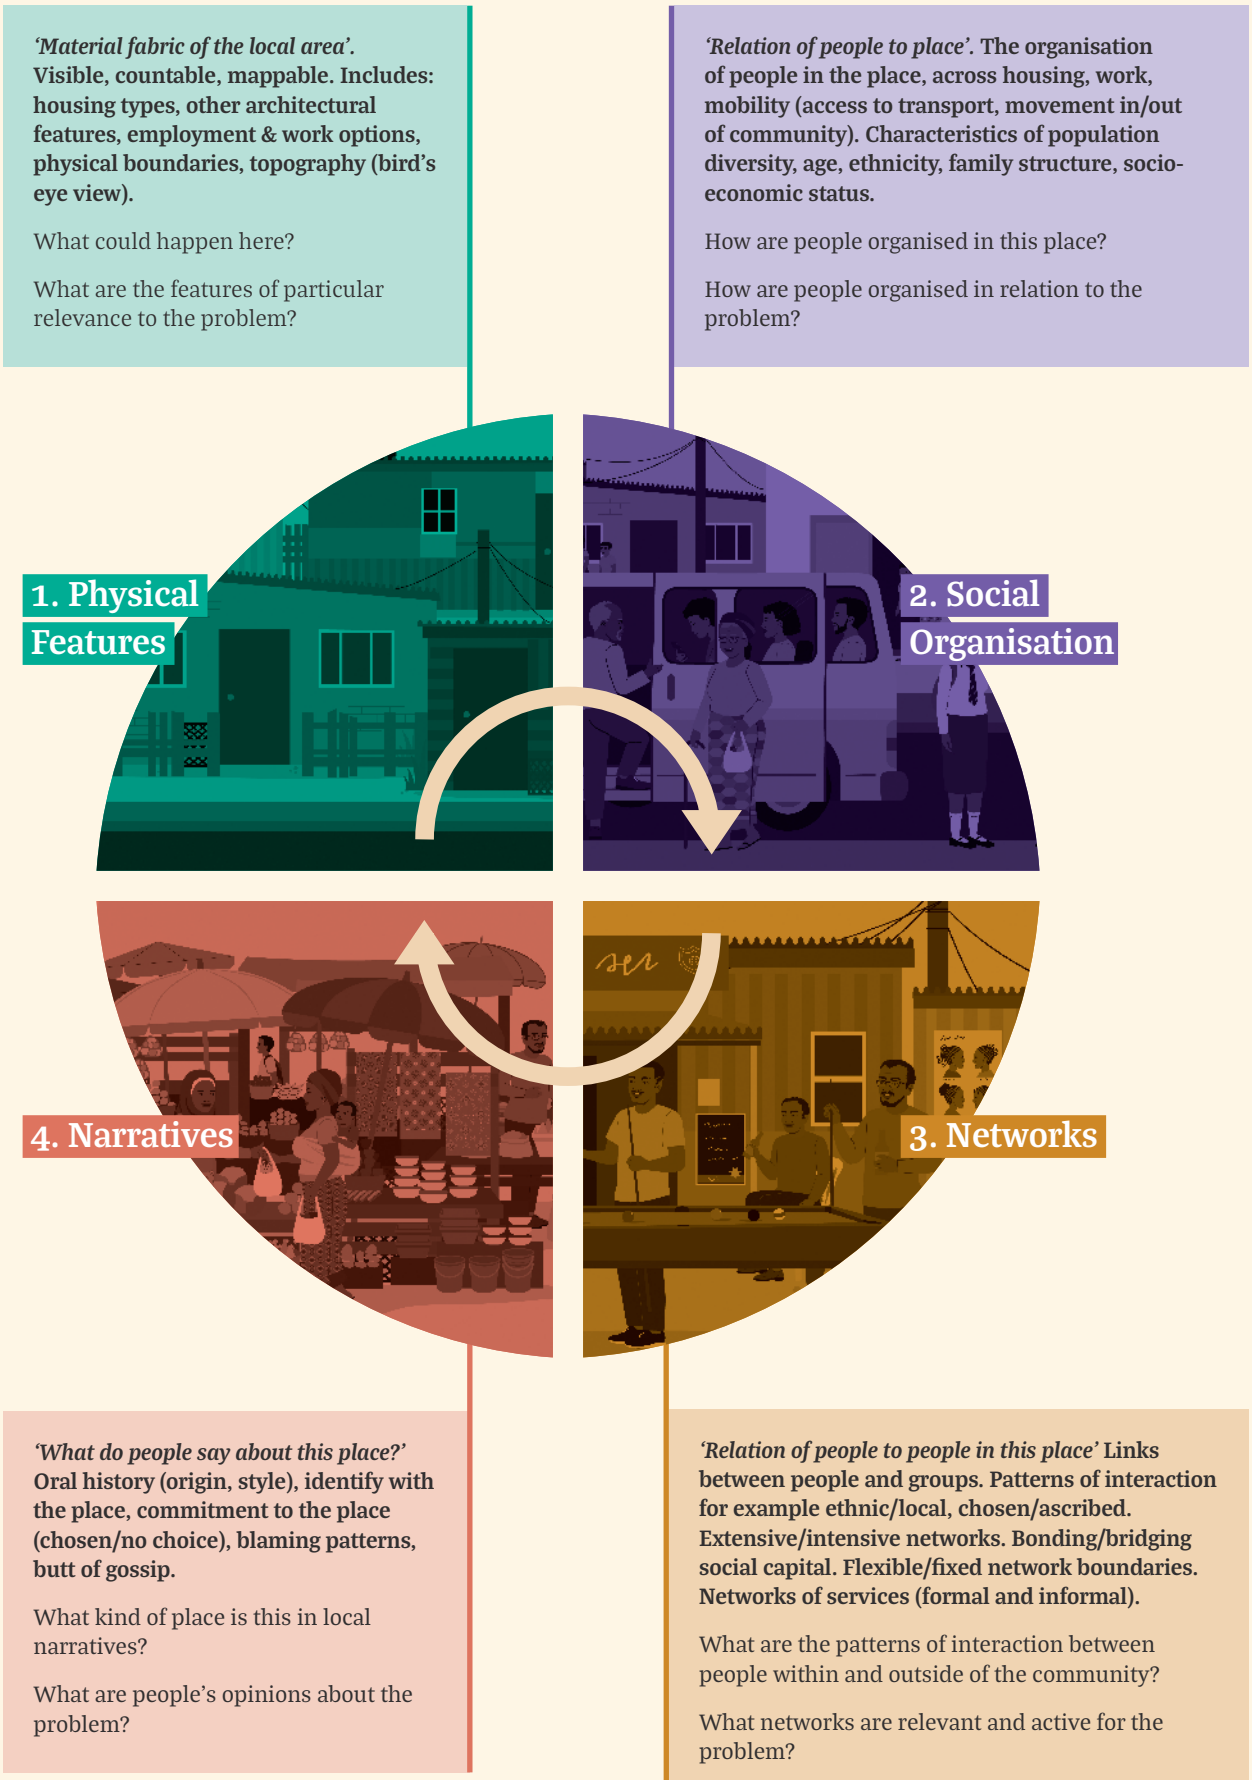 ‘Material fabric of the local area’.
Visible, countable, mappable. Includes:
housing types, other architectural
features, employment & work options,
physical boundaries, topography (bird’s
eye view).
What could happen here?
What are the features of particular
relevance to the problem?
‘Relation of people to place’. The organisation
of people in the place, across housing, work,
mobility (access to transport, movement in/out
of community). Characteristics of population
diversity, age, ethnicity, family structure, socio-
economic status.
How are people organised in this place?
How are people organised in relation to the
problem?
1. Physical
Features
2. Social
Organisation
4. Narratives
3. Networks
‘What do people say about this place?’
Oral history (origin, style), identify with
the place, commitment to the place
(chosen/no choice), blaming patterns,
butt of gossip.
What kind of place is this in local
narratives?
What are people’s opinions about the
problem?
‘Relation of people to people in this place’ Links
between people and groups. Patterns of interaction
for example ethnic/local, chosen/ascribed.
Extensive/intensive networks. Bonding/bridging
social capital. Flexible/fixed network boundaries.
Networks of services (formal and informal).
What are the patterns of interaction between
people within and outside of the community?
What networks are relevant and active for the
problem?